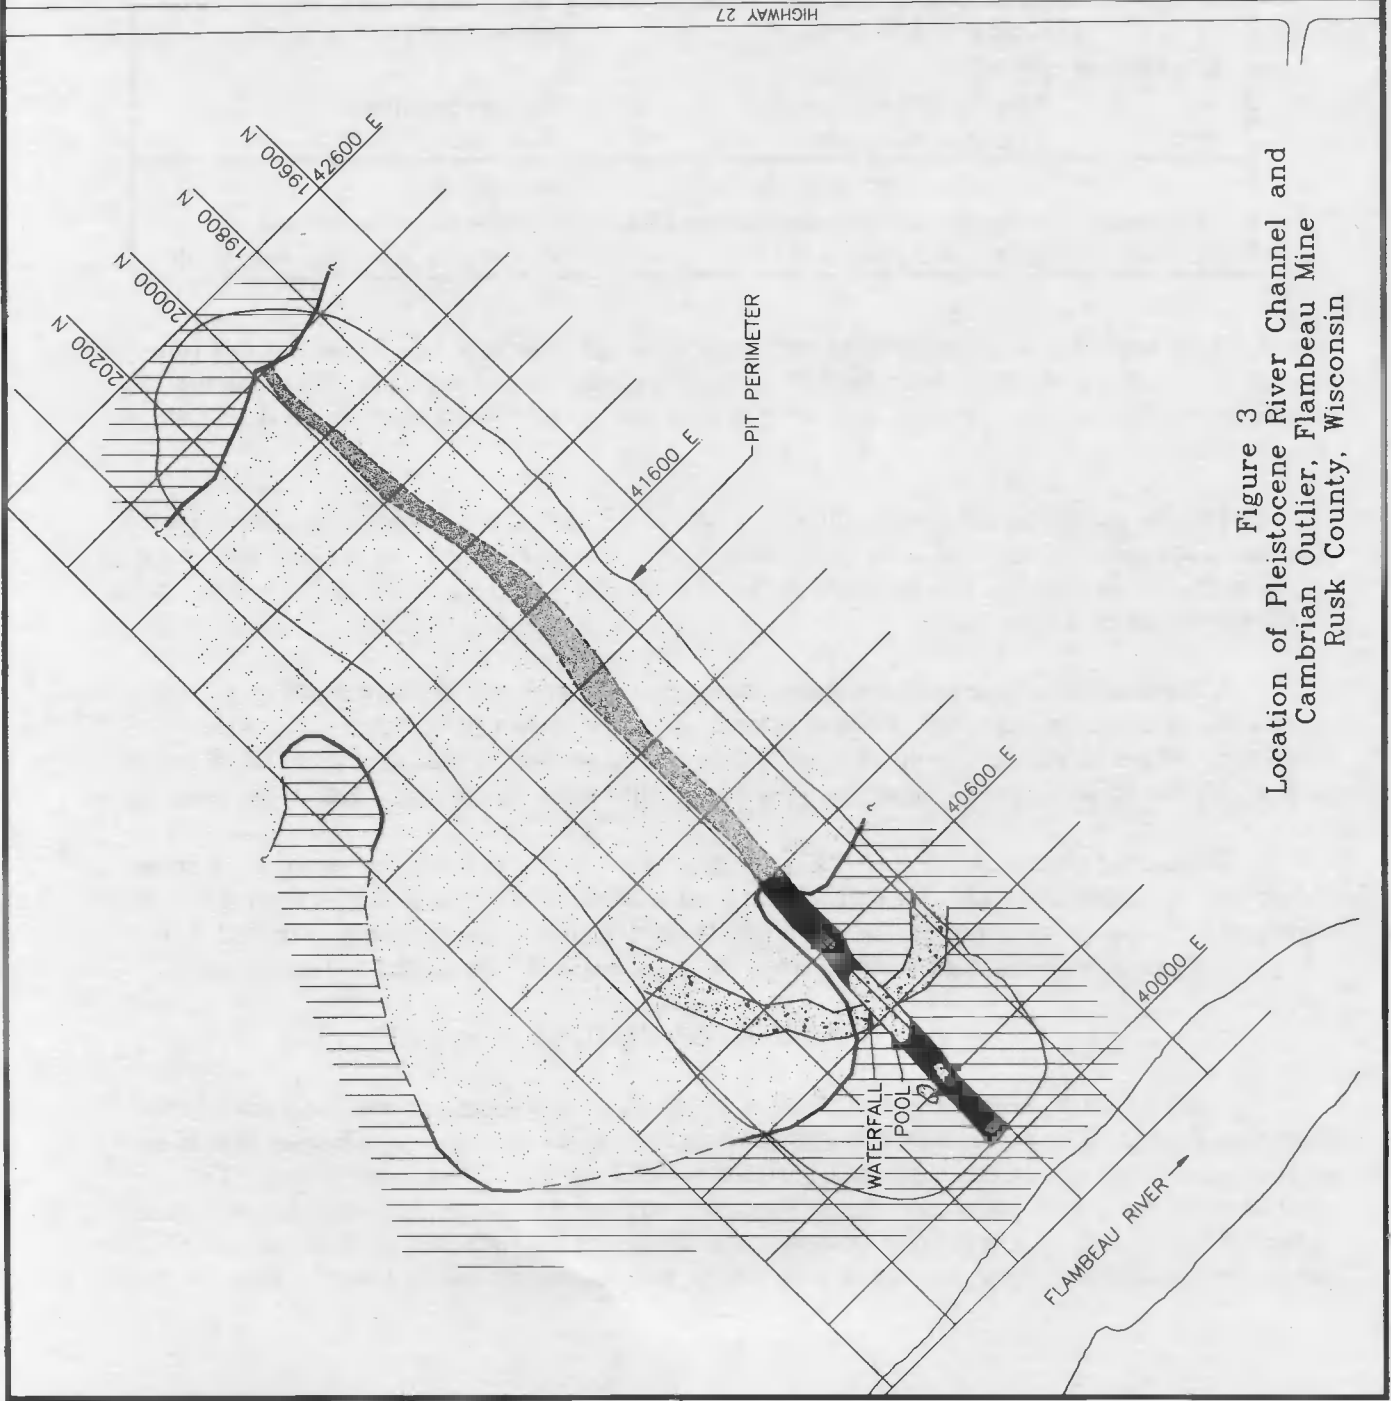 HIGHWAY 27
19600 N
42600 E
19800 N
20000 N
20200 N
41600 E
PIT PERIMETER
40600 E
40000 E
WATERFALL
POOL
FLAMBEAU RIVER
Figure 3
Location of Pleistocene River Channel and
Cambrian Outlier, Flambeau Mine
Rusk County, Wisconsin
?
?
?
?